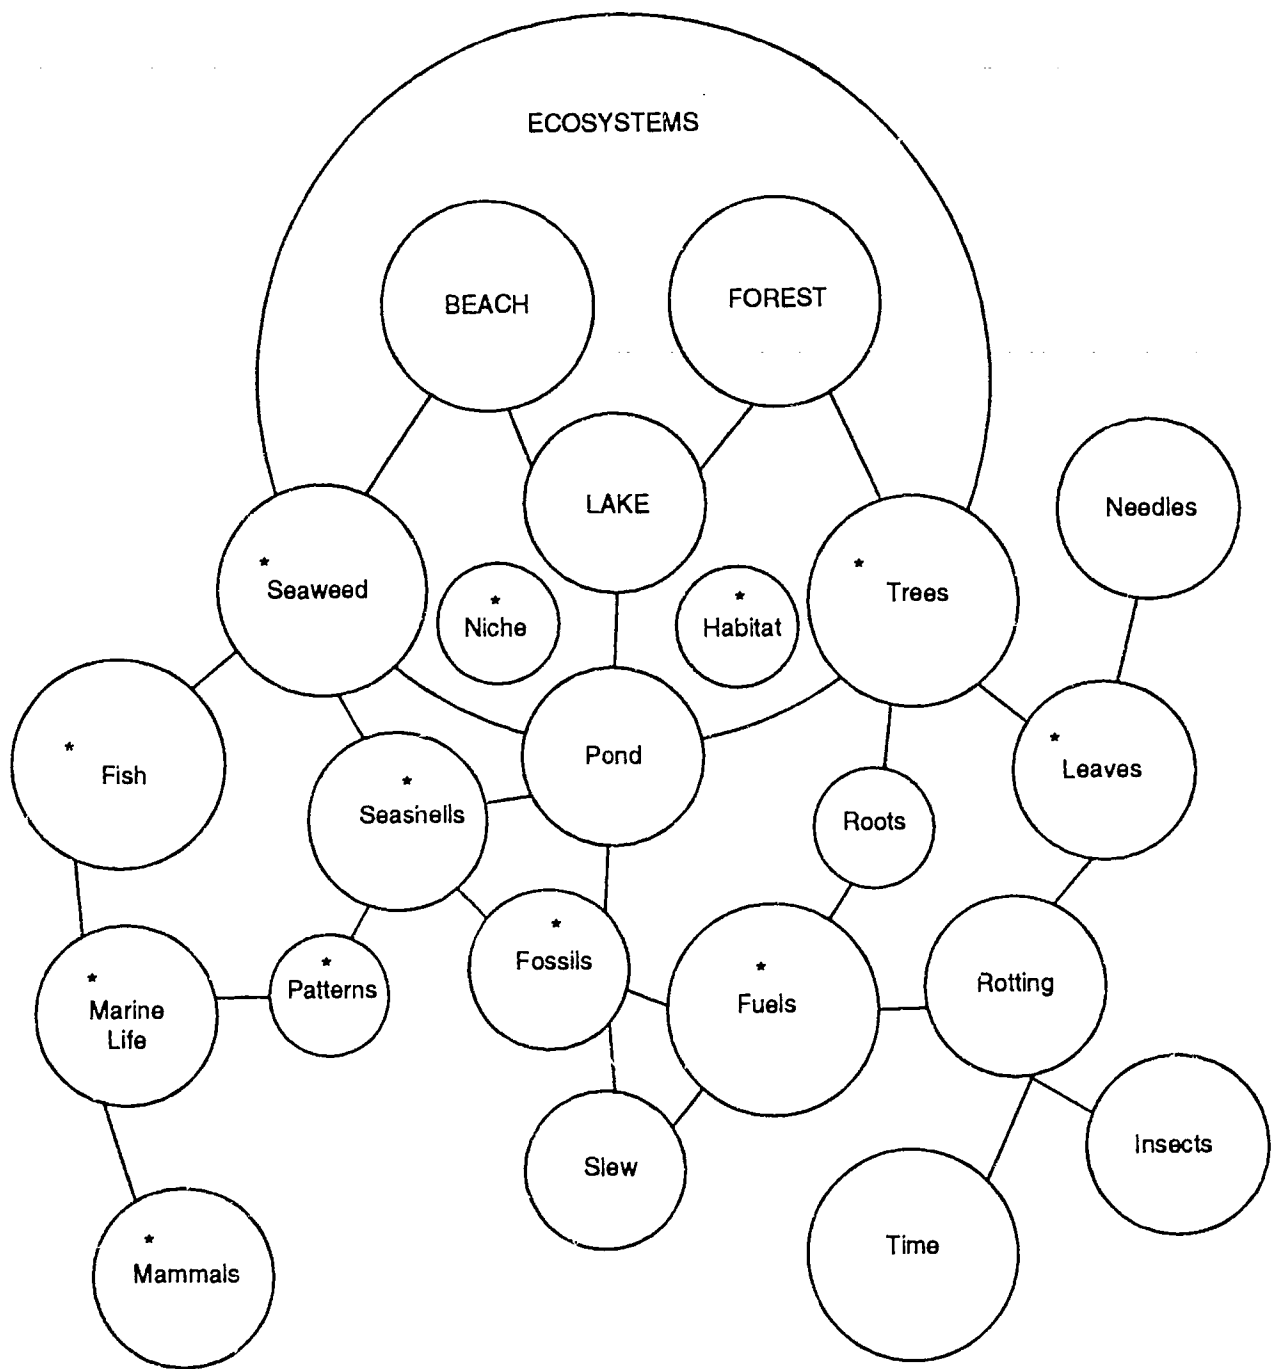 ECOSYSTEMS
BEACH
FOREST
LAKE
Needles
* Seaweed
* Niche
* Habitat
* Trees
* Fish
* Seasnells
Pond
Roots
* Leaves
* Marine
Life
* Patterns
* Fossils
* Fuels
Rotting
Slew
Insects
Time
* Mammals